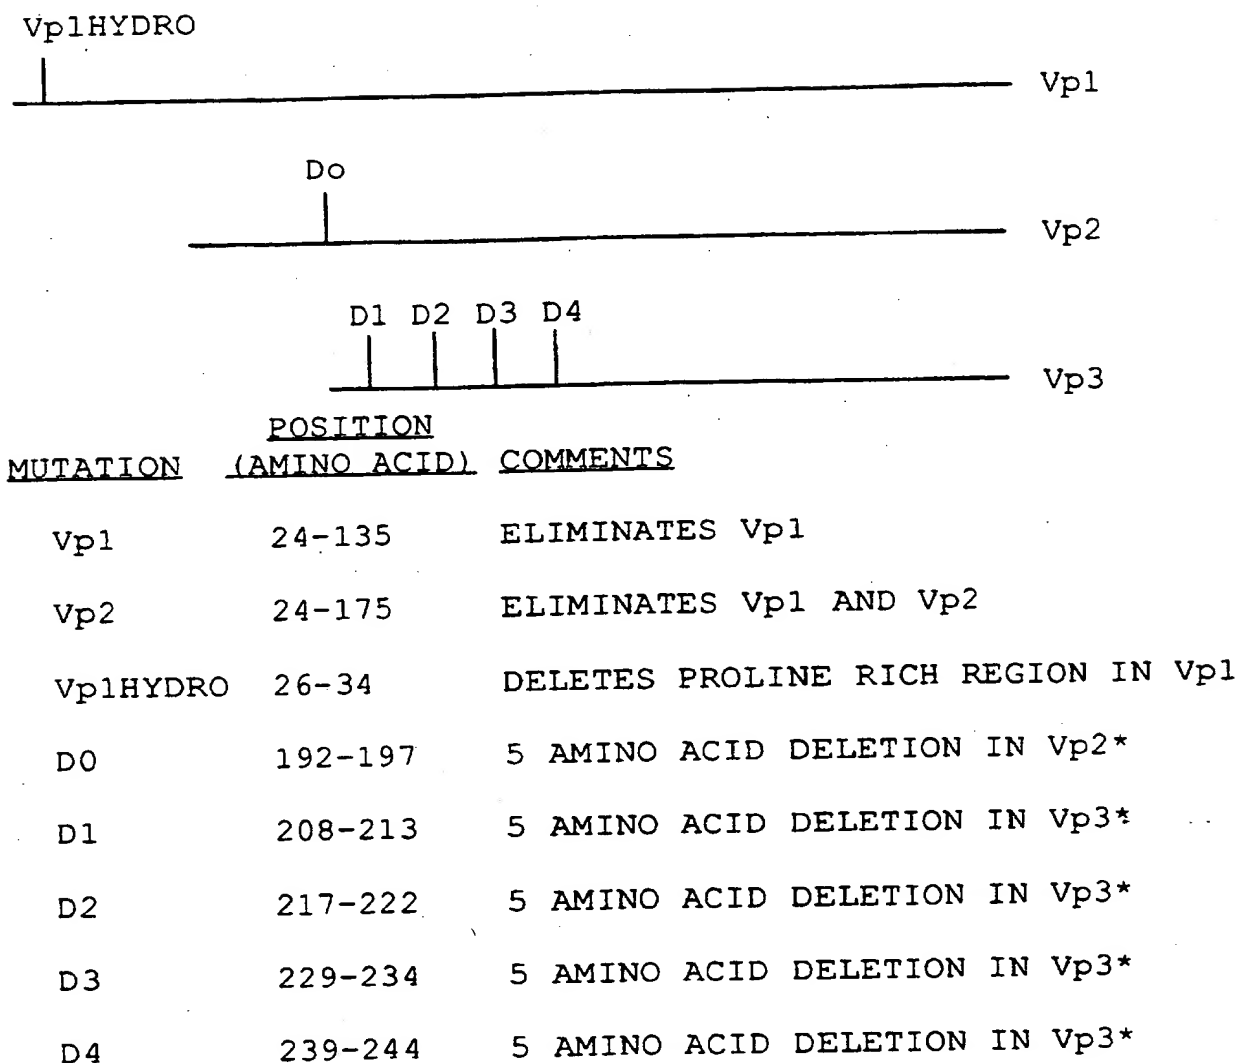 Vp1HYDRO
Vp1
Do
Vp2
D1 D2 D3 D4
Vp3
POSITION
MUTATION (AMINO ACID) COMMENTS
Vp1 24-135 ELIMINATES Vp1
Vp2 24-175 ELIMINATES Vp1 AND Vp2
Vp1HYDRO 26-34 DELETES PROLINE RICH REGION IN Vp1
D0 192-197 5 AMINO ACID DELETION IN Vp2*
D1 208-213 5 AMINO ACID DELETION IN Vp3*
D2 217-222 5 AMINO ACID DELETION IN Vp3*
D3 229-234 5 AMINO ACID DELETION IN Vp3*
D4 239-244 5 AMINO ACID DELETION IN Vp3*